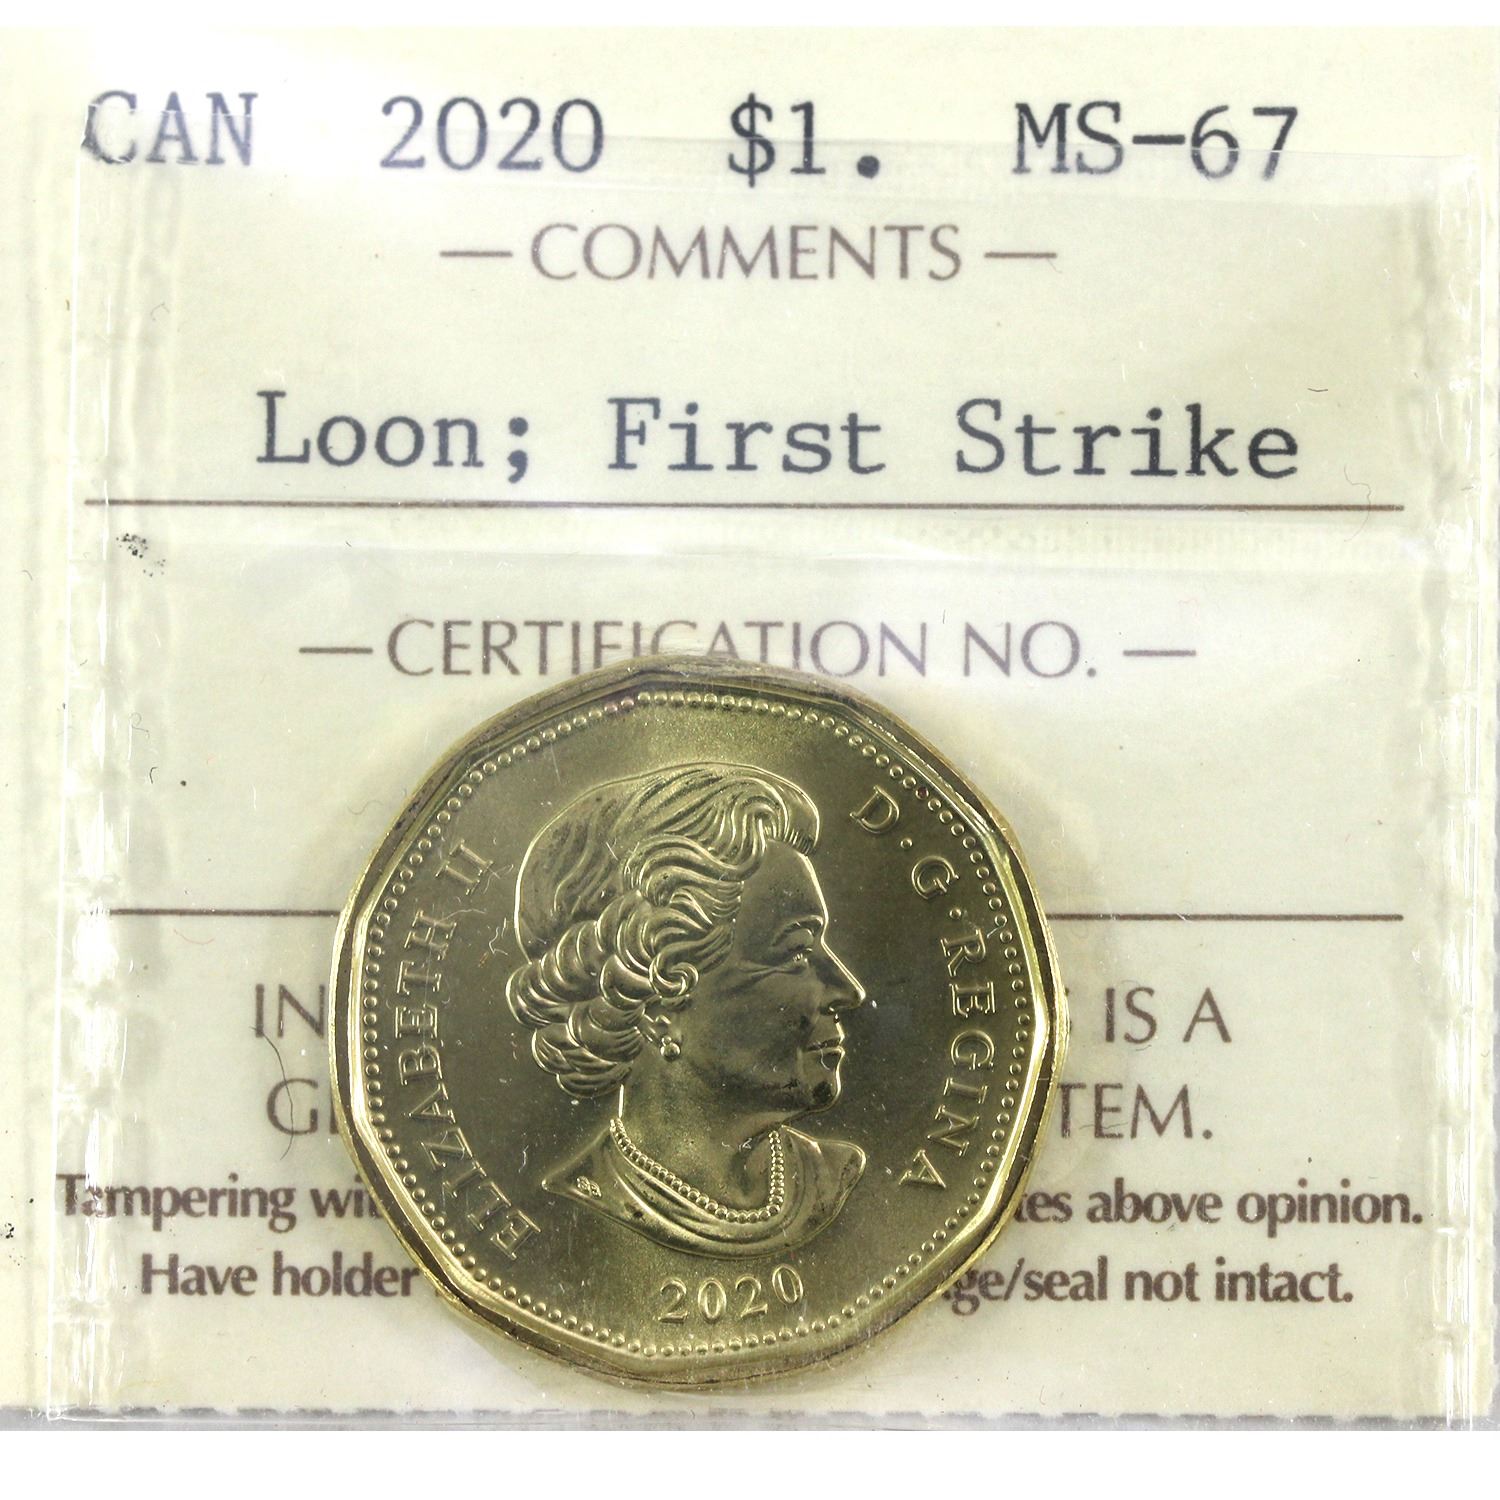 CAN 2020 $1. MS-67
— COMMENTS —
Loon; First Strike
— CERTIFICATION NO. —
IN IS A
TEM.
Tampering wi tes above opinion.
Have holder ge/seal not intact.
ELIZABETH II
D·G·REGINA
2020